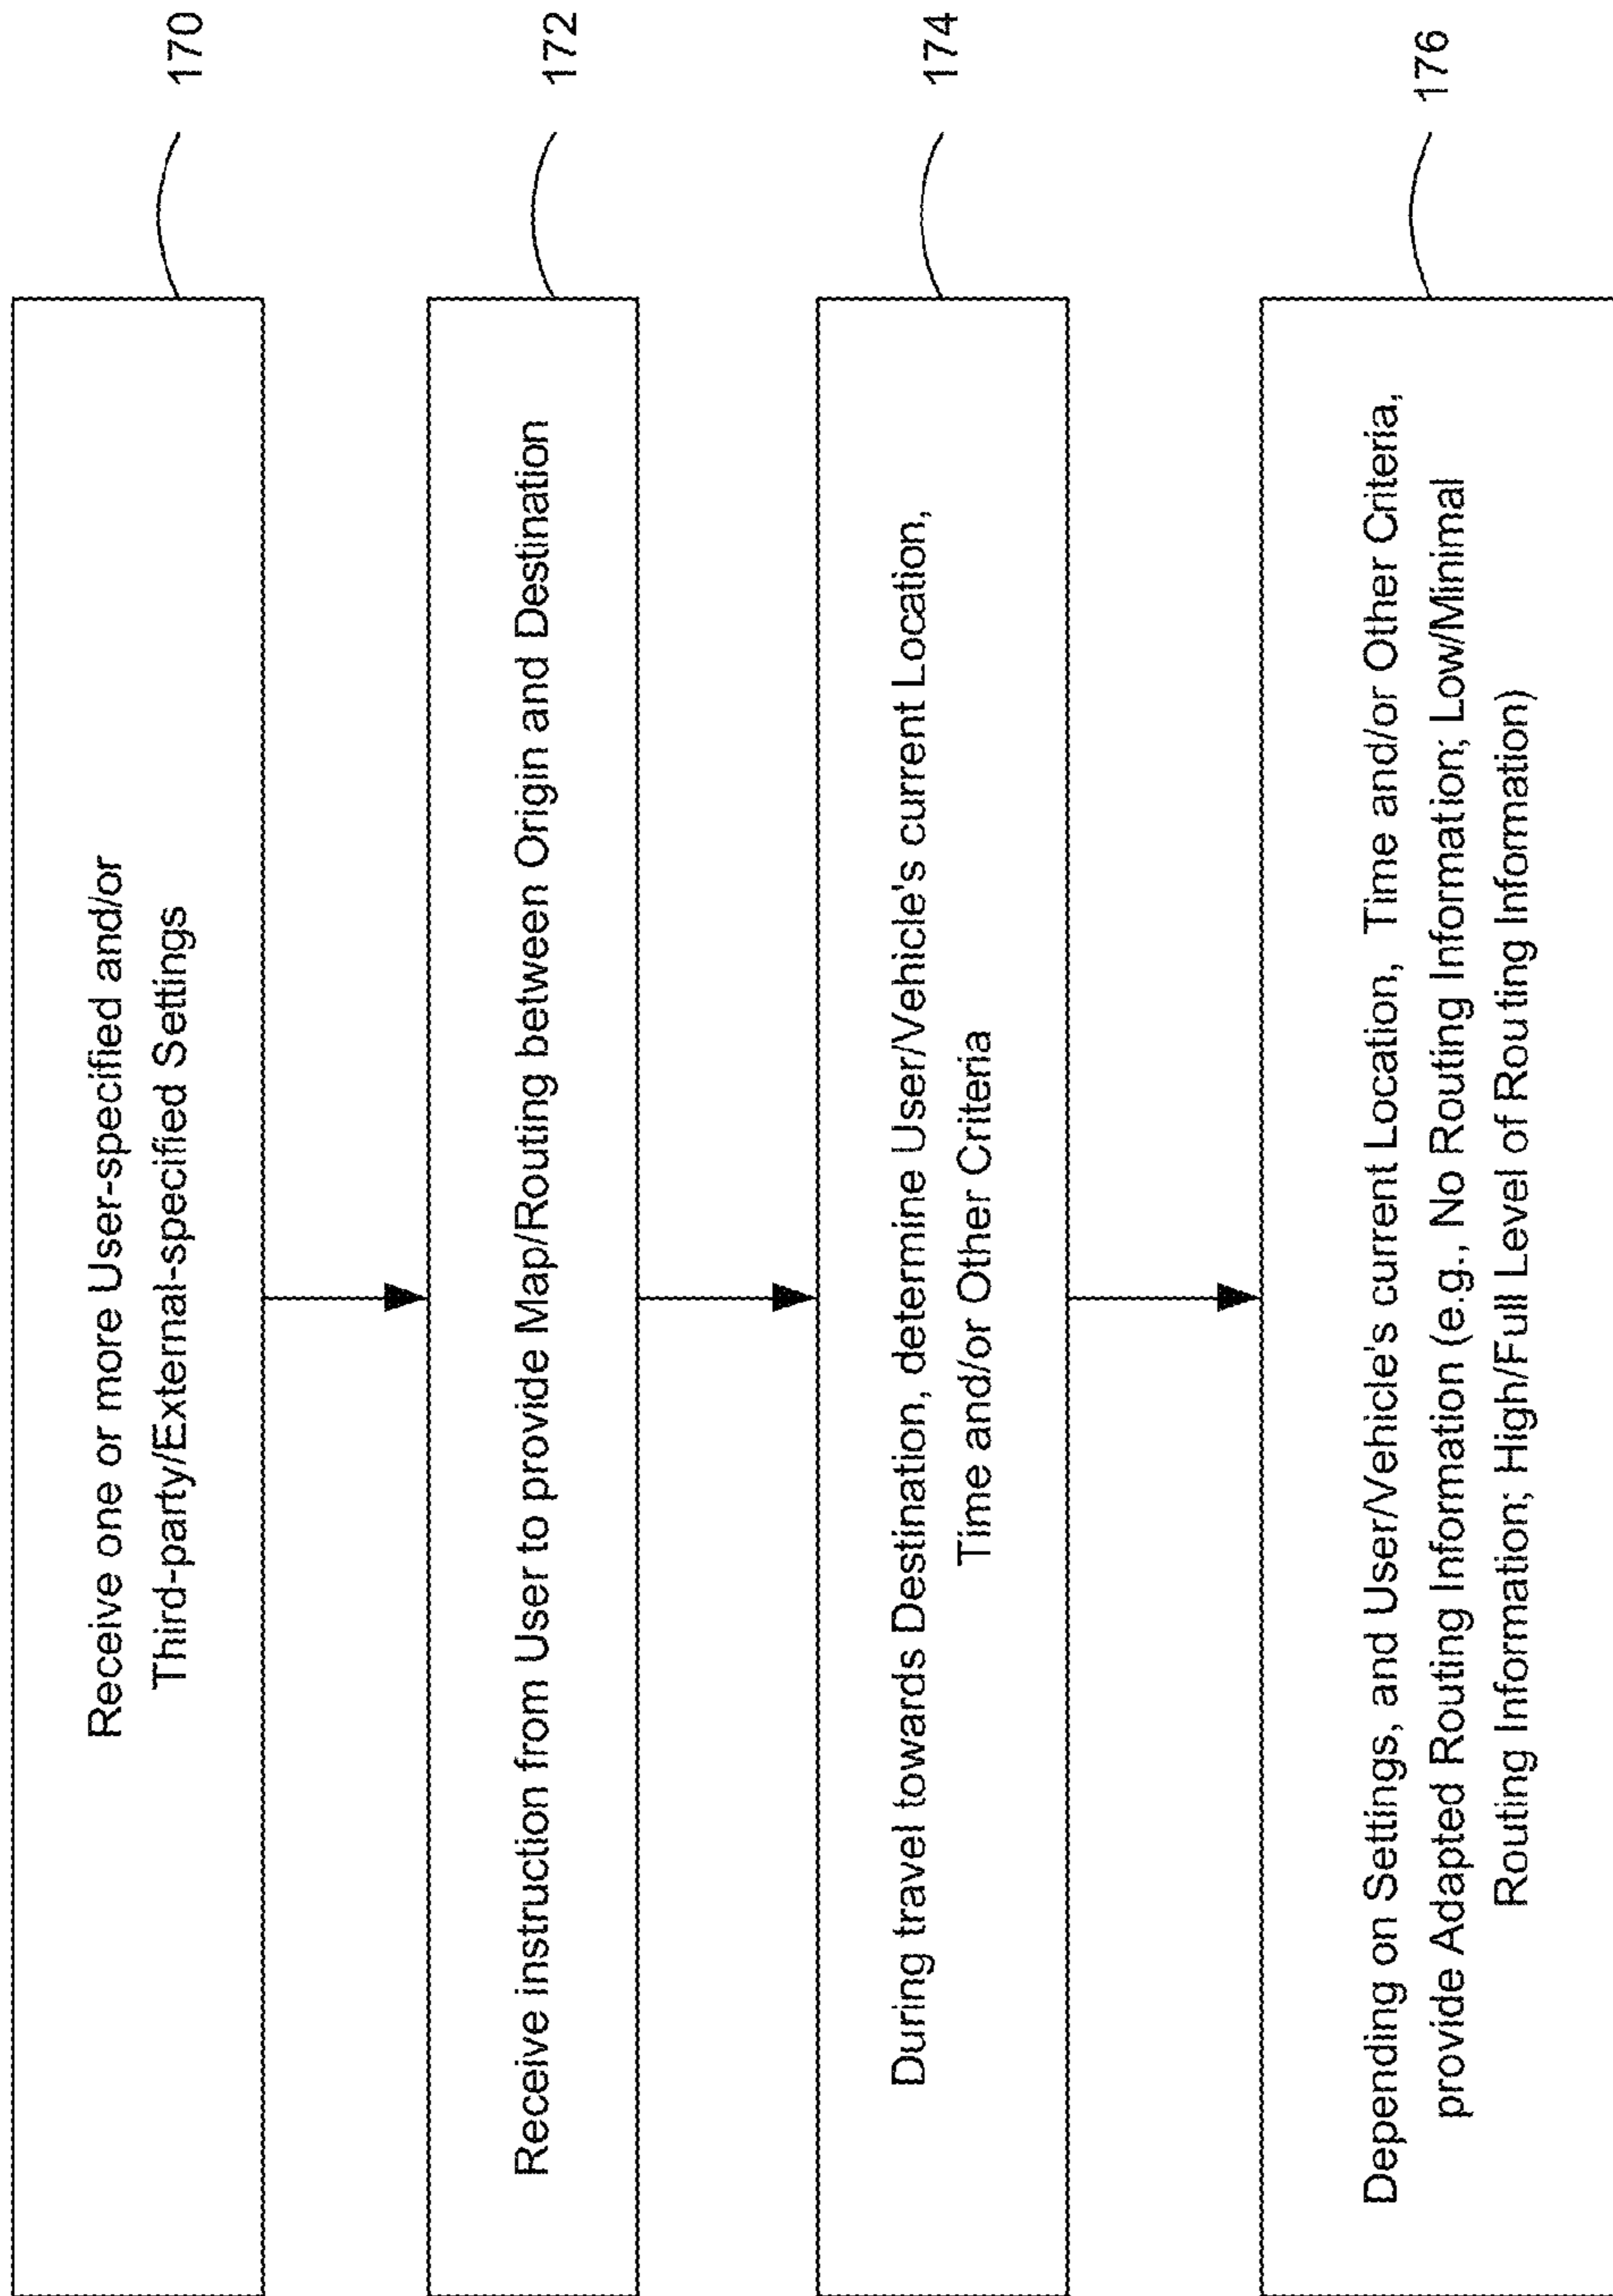 Receive one or more User-specified and/or
Third-party/External-specified Settings
170
Receive instruction from User to provide Map/Routing between Origin and Destination
172
During travel towards Destination, determine User/Vehicle's current Location,
Time and/or Other Criteria
174
Depending on Settings, and User/Vehicle's current Location, Time and/or Other Criteria,
provide Adapted Routing Information (e.g., No Routing Information; Low/Minimal
Routing Information; High/Full Level of Routing Information)
176